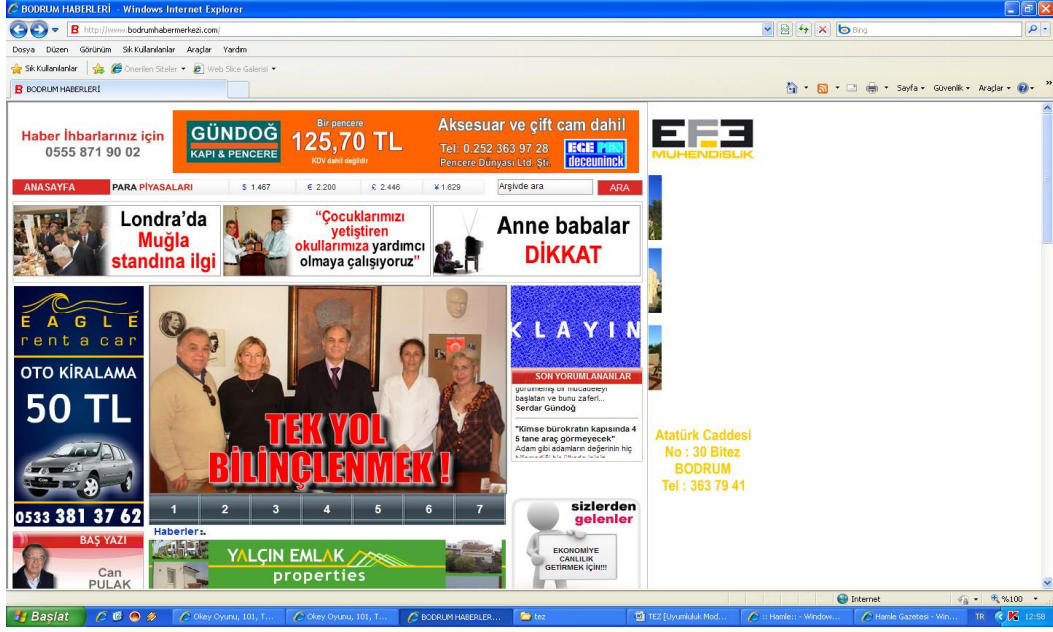 BODRUM HABERLERİ - Windows Internet Explorer
http://www.bodrumhabermerkezi.com/
Bing
Dosya Düzen Görünüm Sık Kullanılanlar Araçlar Yardım
Sık Kullanılanlar Önerilen Siteler Web Slice Galerisi
BODRUM HABERLERİ
Sayfa Güvenlik Araçlar
Haber İhbarlarınız için
0555 871 90 02
GÜNDOĞ
KAPI & PENCERE
Bir pencere
125,70 TL
KDV dahil değildir
Aksesuar ve çift cam dahil
Tel: 0.252 363 97 28
Pencere Dünyası Ltd. Şti.
EGE PEN
deceuninck
EFE
MUHENDiSLiK
ANASAYFA PARA PİYASALARI $ 1.467 € 2.200 £ 2.446 ¥ 1.629 Arşivde ara ARA
Londra'da
Muğla
standına ilgi
"Çocuklarımızı
yetiştiren
okullarımıza yardımcı
olmaya çalışıyoruz"
Anne babalar
DİKKAT
EAGLE
rent a car
OTO KİRALAMA
50 TL
0533 381 37 62
TEK YOL
BİLİNÇLENMEK !
1 2 3 4 5 6 7
KLAYIN
SON YORUMLANANLAR
görülmemiş bir mücadeleyi
başlatan ve bunu zaferl...
Serdar Gündoğ
"Kimse bürokratın kapısında 4
5 tane araç görmeyecek"
Adam gibi adamların değerinin hiç
Atatürk Caddesi
No : 30 Bitez
BODRUM
Tel : 363 79 41
BAŞ YAZI
Can
PULAK
Haberler:.
YALÇIN EMLAK
properties
sizlerden
gelenler
EKONOMİYE
CANLILIK
GETİRMEK İÇİN!!!
Internet %100
Başlat Okey Oyunu, 101, T... Okey Oyunu, 101, T... BODRUM HABERLER... tez TEZ [Uyumluluk Mod... :: Hamle:: - Window... Hamle Gazetesi - Win... TR 12:58